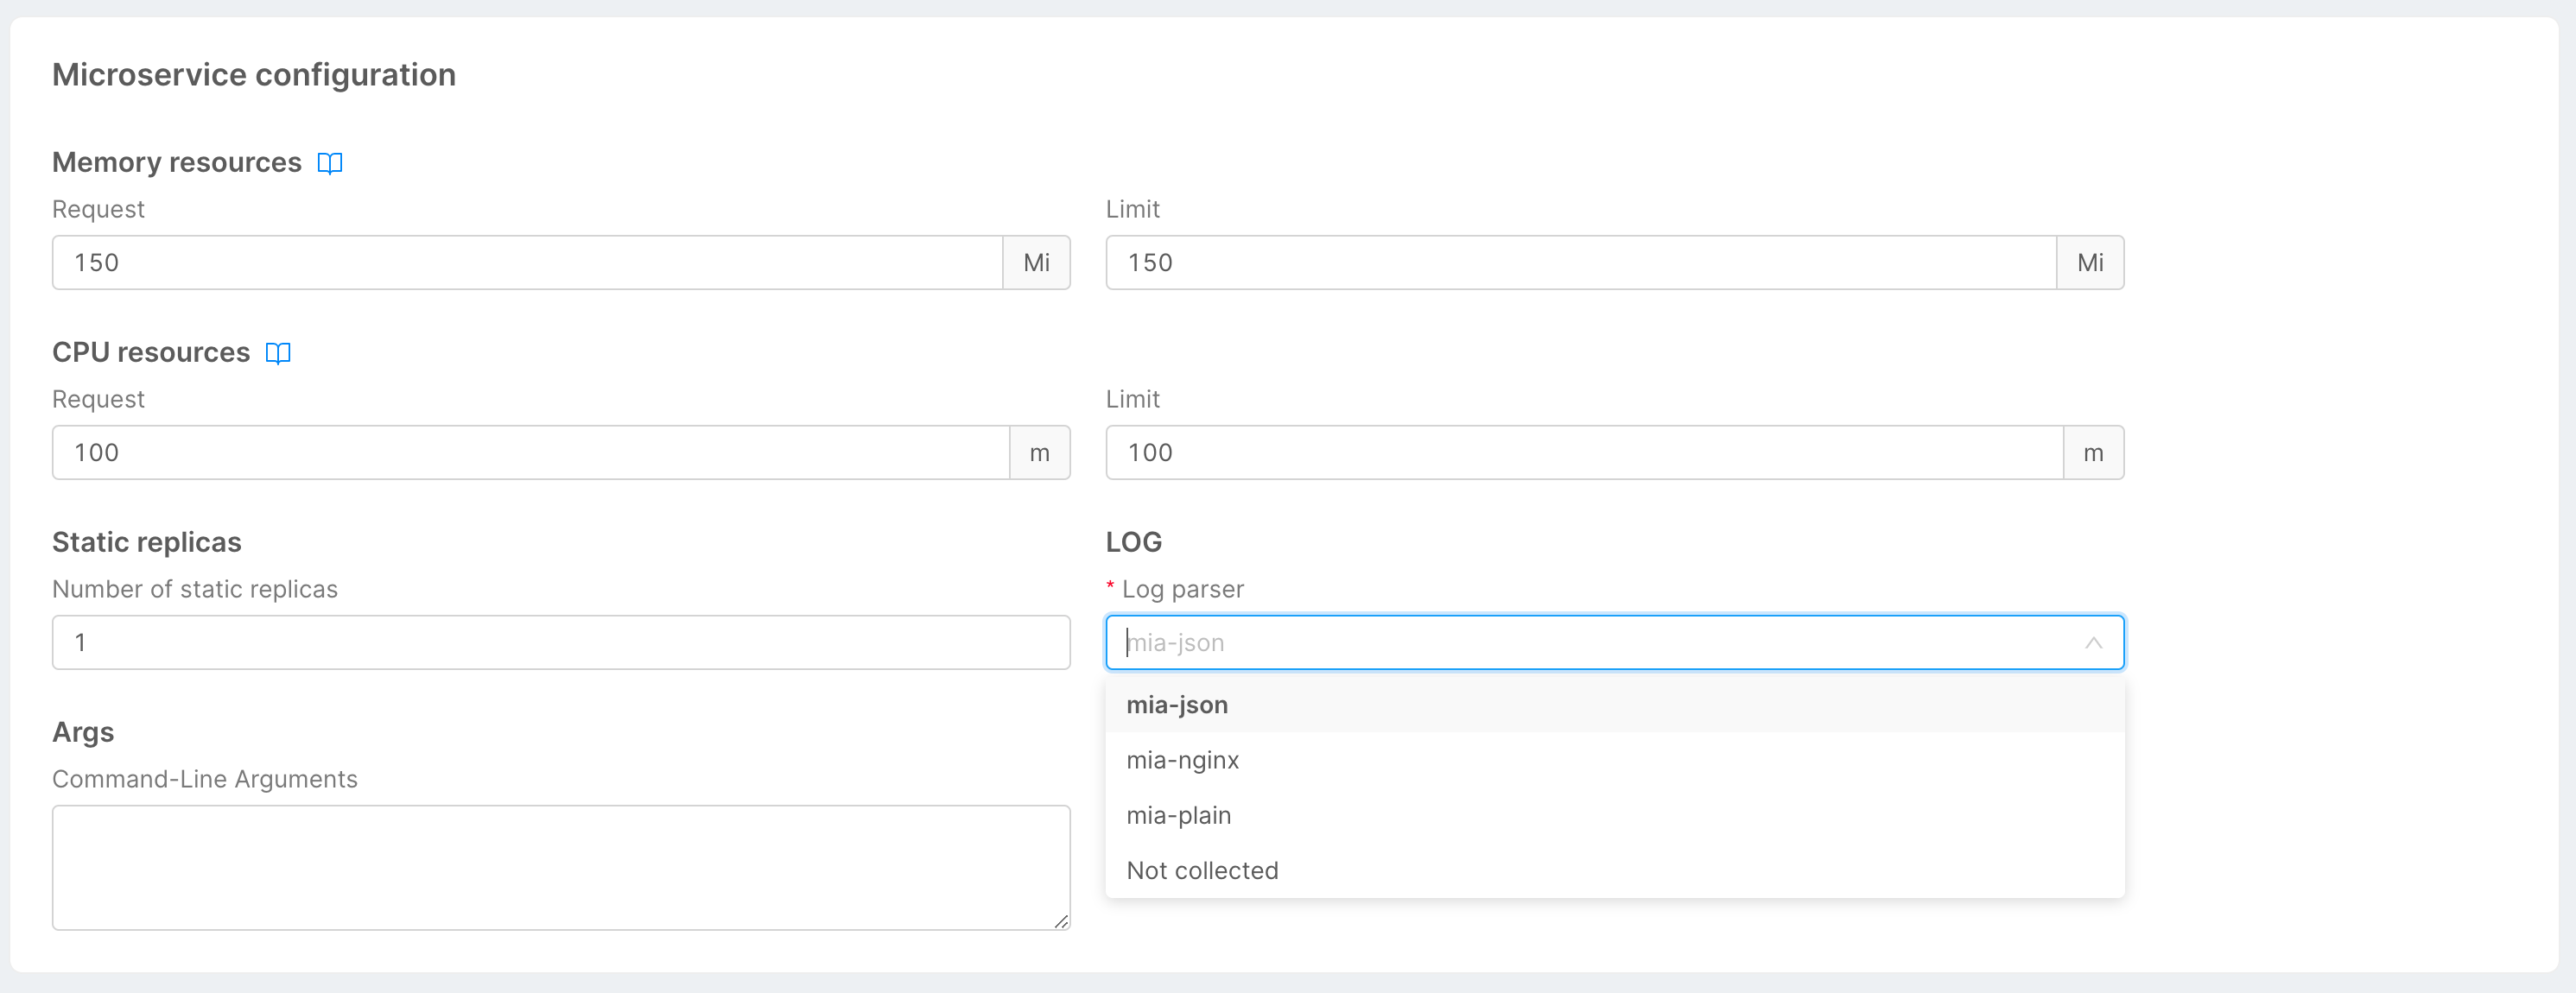 Microservice configuration
Memory resources
Request
Limit
150 Mi
150 Mi
CPU resources
Request
Limit
100 m
100 m
Static replicas
LOG
Number of static replicas
* Log parser
1
mia-json
mia-json
mia-nginx
mia-plain
Not collected
Args
Command-Line Arguments